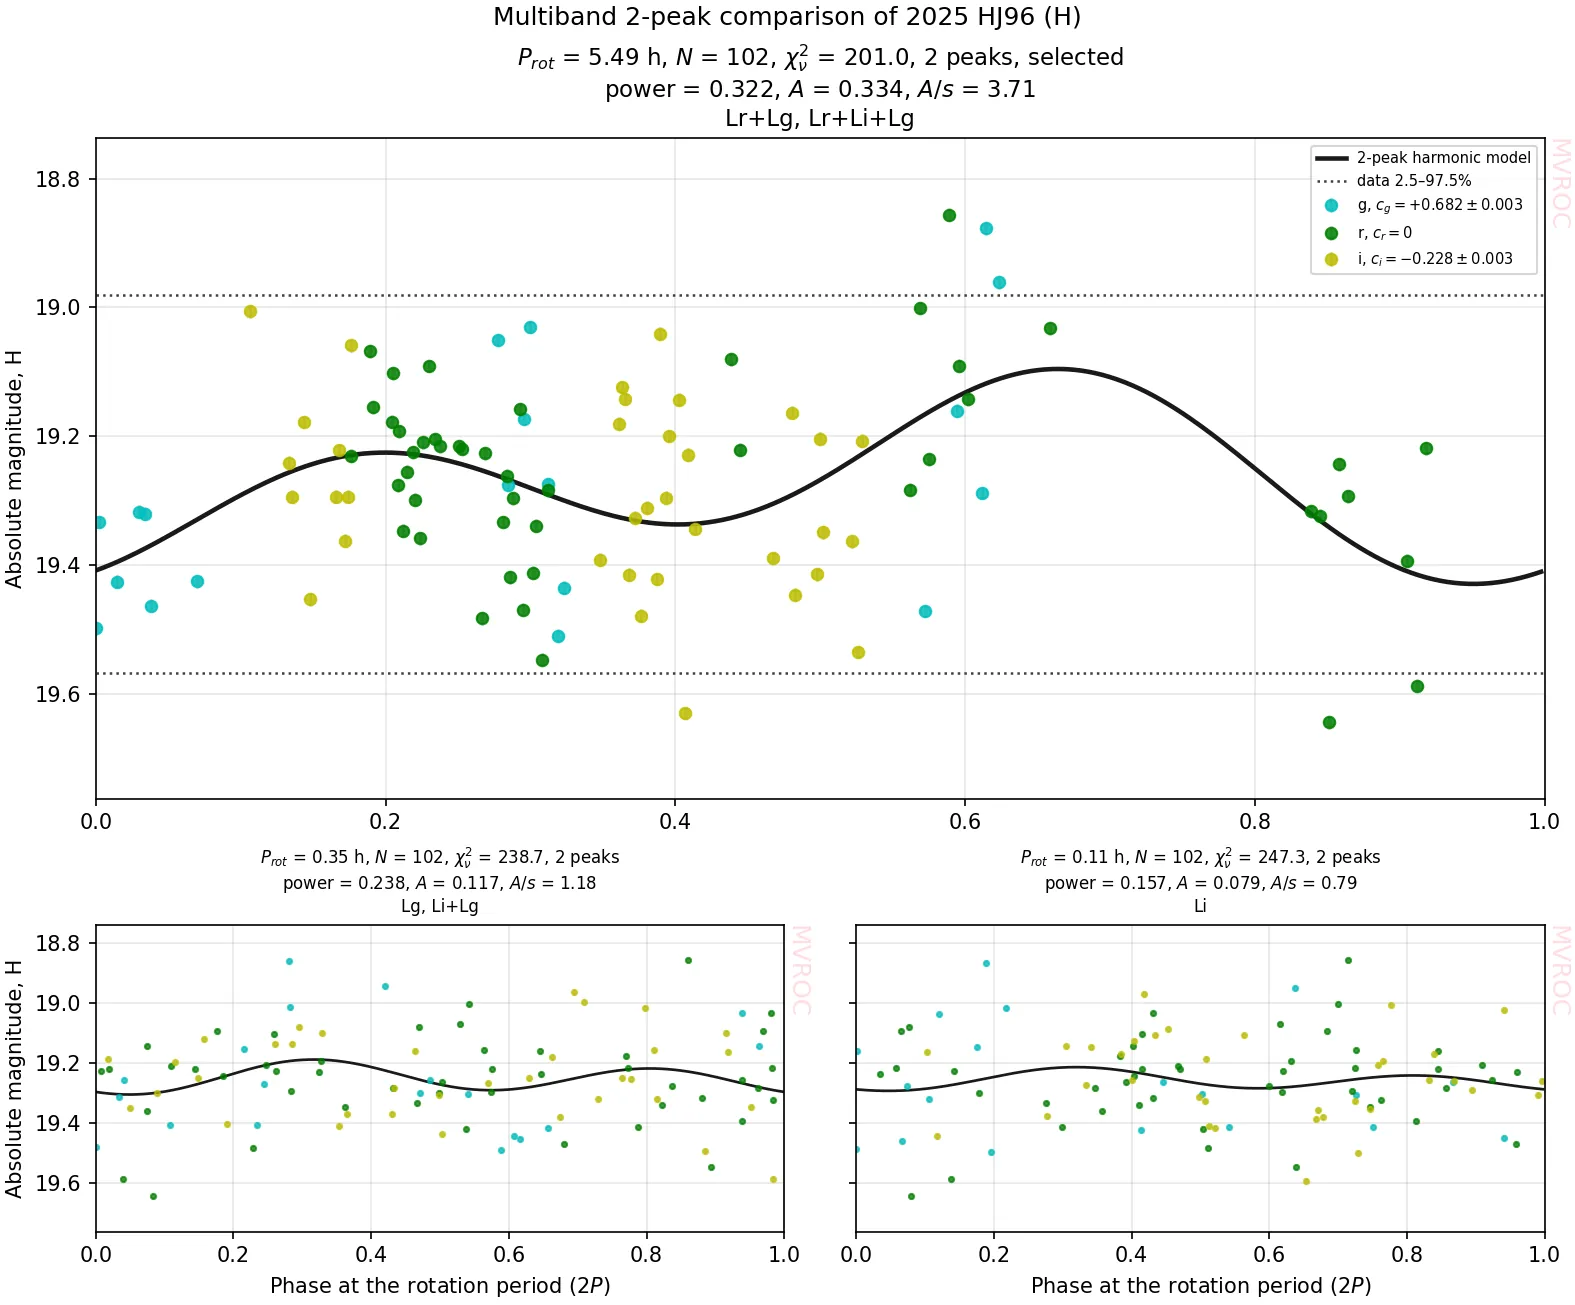 Multiband 2-peak comparison of 2025 HJ96 (H)
P_rot = 5.49 h, N = 102, χ²_ν = 201.0, 2 peaks, selected
power = 0.322, A = 0.334, A/s = 3.71
Lr+Lg, Lr+Li+Lg
MVROC
2-peak harmonic model
data 2.5–97.5%
g, c_g = +0.682 ± 0.003
r, c_r = 0
i, c_i = −0.228 ± 0.003
Absolute magnitude, H
18.8
19.0
19.2
19.4
19.6
0.0 0.2 0.4 0.6 0.8 1.0
P_rot = 0.35 h, N = 102, χ²_ν = 238.7, 2 peaks
power = 0.238, A = 0.117, A/s = 1.18
Lg, Li+Lg
MVROC
Absolute magnitude, H
18.8
19.0
19.2
19.4
19.6
0.0 0.2 0.4 0.6 0.8 1.0
Phase at the rotation period (2P)
P_rot = 0.11 h, N = 102, χ²_ν = 247.3, 2 peaks
power = 0.157, A = 0.079, A/s = 0.79
Li
MVROC
0.0 0.2 0.4 0.6 0.8 1.0
Phase at the rotation period (2P)